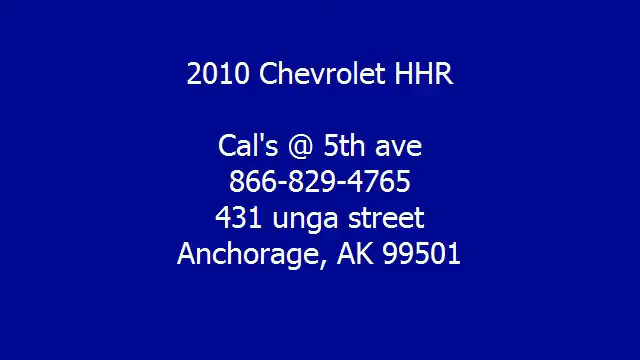 2010 Chevrolet HHR
Cal's @ 5th ave
866-829-4765
431 unga street
Anchorage, AK 99501